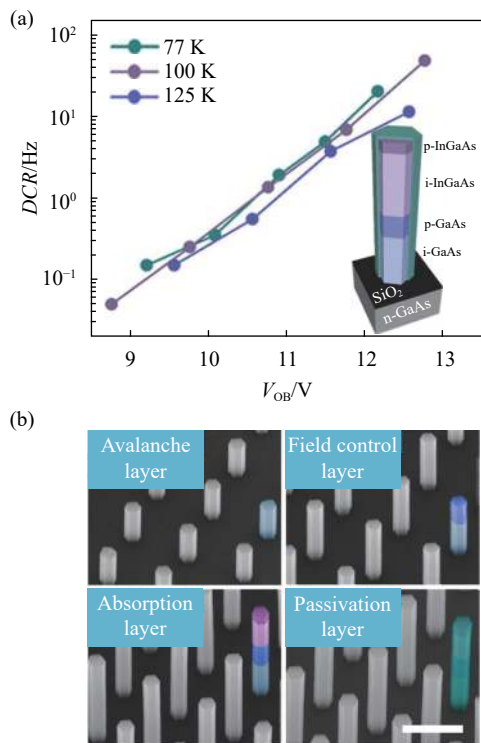 (a)
10²
10¹
10⁰
10⁻¹
DCR/Hz
77 K
100 K
125 K
p-InGaAs
i-InGaAs
p-GaAs
i-GaAs
SiO₂
n-GaAs
9 10 11 12 13
V_OB/V
(b)
Avalanche
layer
Field control
layer
Absorption
layer
Passivation
layer